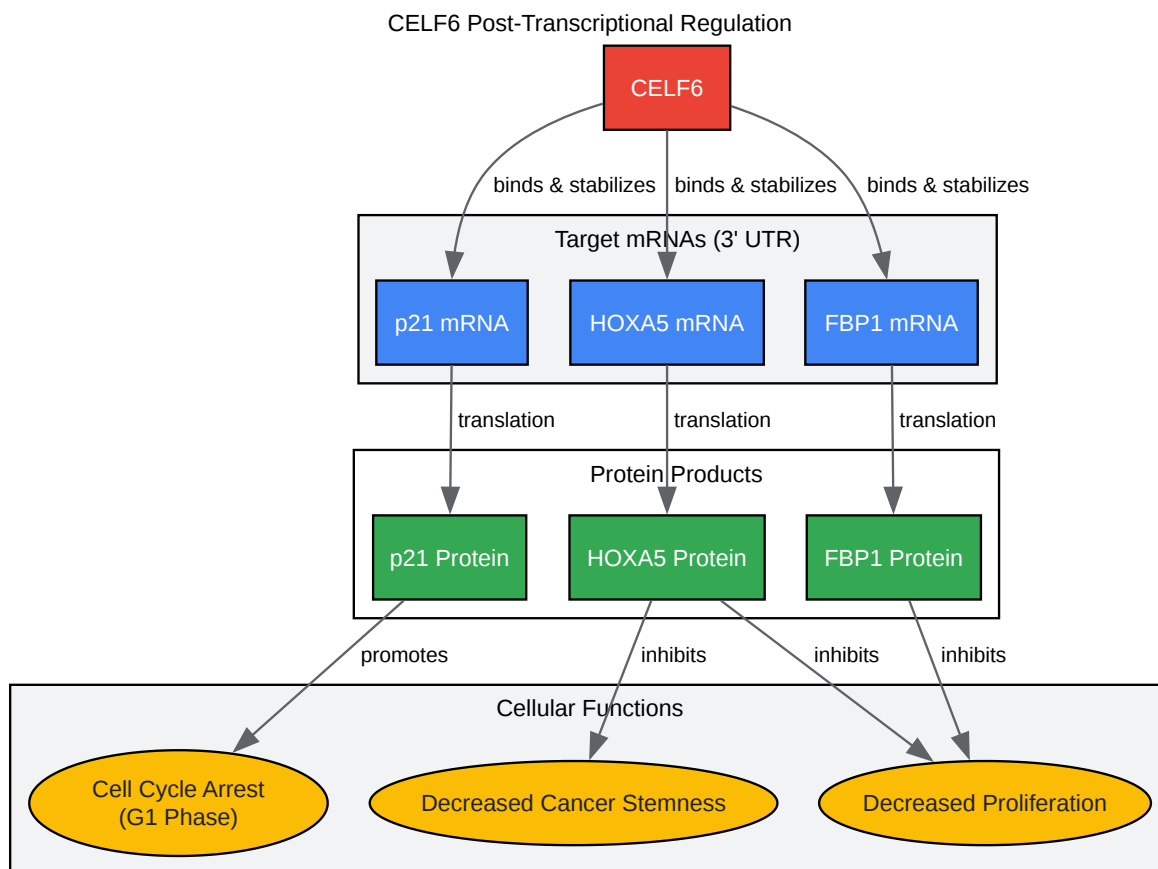 CELF6 Post-Transcriptional Regulation
CELF6
binds & stabilizes
binds & stabilizes
binds & stabilizes
Target mRNAs (3' UTR)
p21 mRNA
HOXA5 mRNA
FBP1 mRNA
translation
translation
translation
Protein Products
p21 Protein
HOXA5 Protein
FBP1 Protein
promotes
inhibits
inhibits
inhibits
Cellular Functions
Cell Cycle Arrest
(G1 Phase)
Decreased Cancer Stemness
Decreased Proliferation